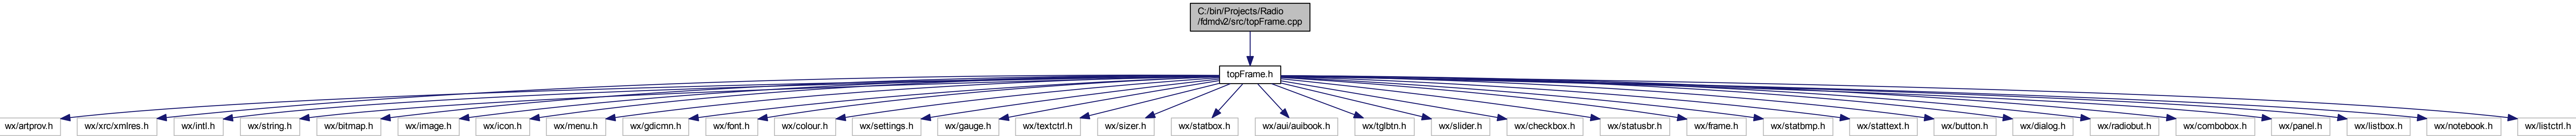 C:/bin/Projects/Radio
/fdmdv2/src/topFrame.cpp
topFrame.h
wx/artprov.h
wx/xrc/xmlres.h
wx/intl.h
wx/string.h
wx/bitmap.h
wx/image.h
wx/icon.h
wx/menu.h
wx/gdicmn.h
wx/font.h
wx/colour.h
wx/settings.h
wx/gauge.h
wx/textctrl.h
wx/sizer.h
wx/statbox.h
wx/aui/auibook.h
wx/tglbtn.h
wx/slider.h
wx/checkbox.h
wx/statusbr.h
wx/frame.h
wx/statbmp.h
wx/stattext.h
wx/button.h
wx/dialog.h
wx/radiobut.h
wx/combobox.h
wx/panel.h
wx/listbox.h
wx/notebook.h
wx/listctrl.h